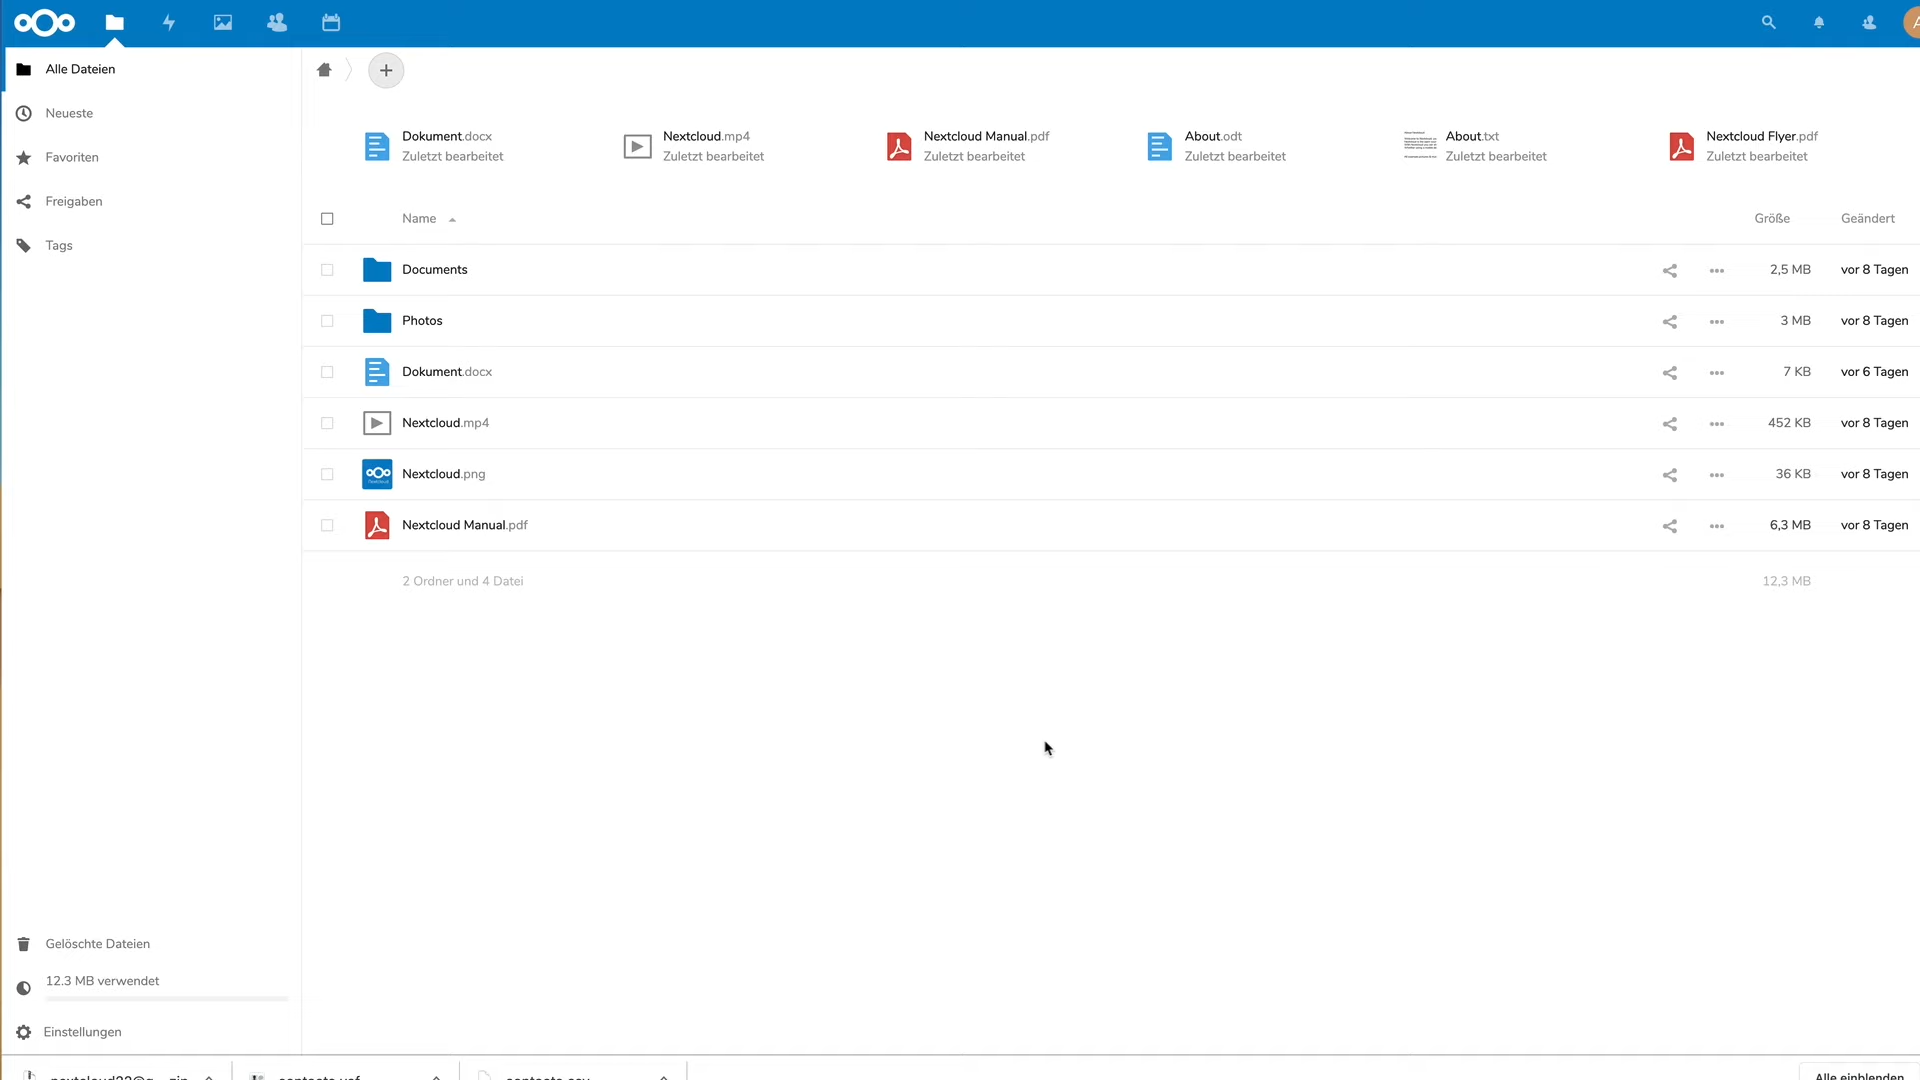 Alle Dateien
Neueste
Favoriten
Freigaben
Tags
Dokument.docx
Zuletzt bearbeitet
Nextcloud.mp4
Zuletzt bearbeitet
Nextcloud Manual.pdf
Zuletzt bearbeitet
About.odt
Zuletzt bearbeitet
About.txt
Zuletzt bearbeitet
Nextcloud Flyer.pdf
Zuletzt bearbeitet
Name Größe Geändert
Documents 2,5 MB vor 8 Tagen
Photos 3 MB vor 8 Tagen
Dokument.docx 7 KB vor 6 Tagen
Nextcloud.mp4 452 KB vor 8 Tagen
Nextcloud.png 36 KB vor 8 Tagen
Nextcloud Manual.pdf 6,3 MB vor 8 Tagen
2 Ordner und 4 Datei 12,3 MB
Gelöschte Dateien
12.3 MB verwendet
Einstellungen
Alle einblenden